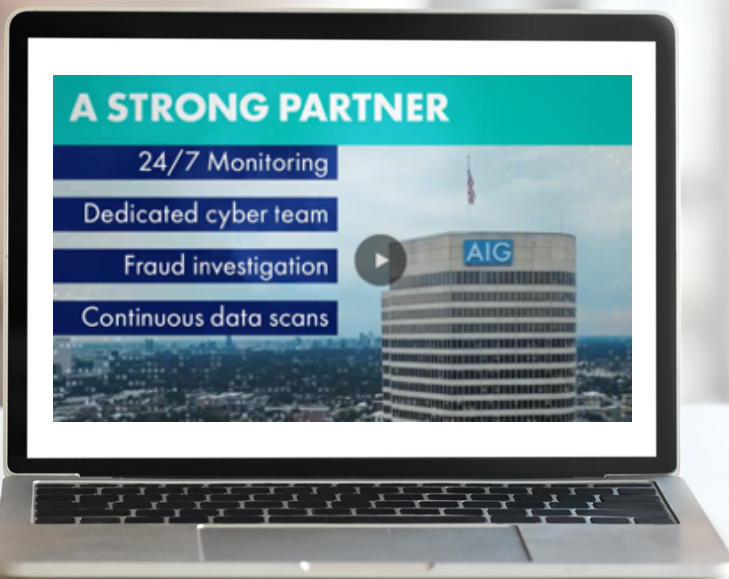 A STRONG PARTNER
24/7 Monitoring
Dedicated cyber team
Fraud investigation
Continuous data scans
AIG